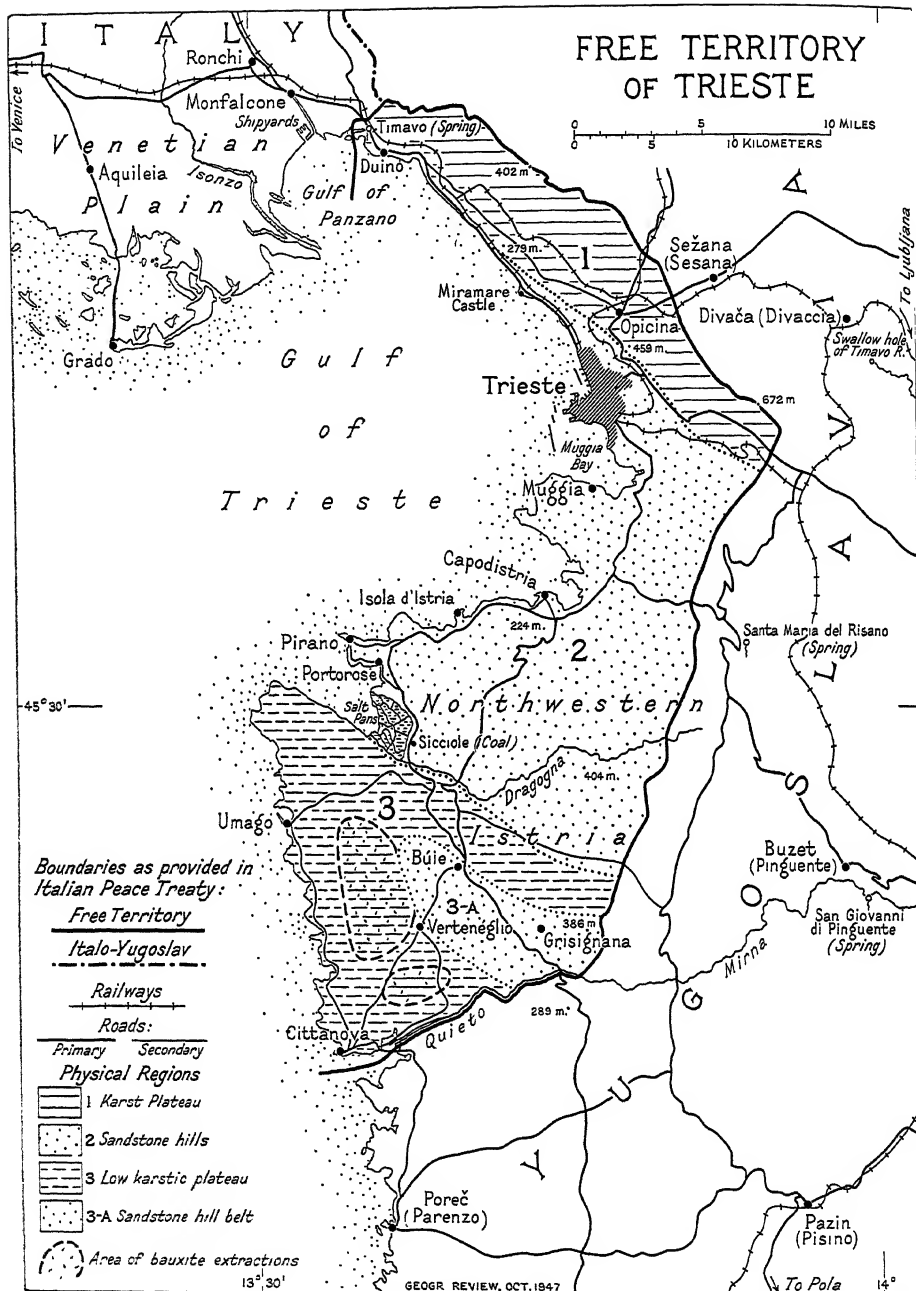 FREE TERRITORY
OF TRIESTE
0 5 10 MILES
0 5 10 KILOMETERS
ITALY
Ronchi
Monfalcone
Shipyards
To Venice
Venetian
Plain
Aquileia
Isonzo
Grado
Timavo (Spring)
Duino
Gulf of
Panzano
402 m
279 m.
1
Miramare
Castle
Opicina
459 m.
Sežana
(Sesana)
Divača (Divaccia)
Swallow hole
of Timavo R.
To Ljubljana
Gulf
of
Trieste
Trieste
672 m
Muggia
Bay
Muggia
Capodistria
Isola d'Istria
224 m.
Pirano
Portorose
2
Santa Maria del Risano
(Spring)
45° 30'
Northwestern
Istria
Salt
Pans
Sicciole (Coal)
Dragogna
404 m.
3
Umago
Búie
3-A
Verteneglio
386 m
Grisignana
Buzet
(Pinguente)
San Giovanni
di Pinguente
(Spring)
Mirna
Quieto
289 m.
Cittanova
YUGOSLAVIA
Poreč
(Parenzo)
Pazin
(Pisino)
To Pola
Boundaries as provided in
Italian Peace Treaty:
Free Territory
Italo-Yugoslav
Railways
Roads:
Primary Secondary
Physical Regions
1 Karst Plateau
2 Sandstone hills
3 Low karstic plateau
3-A Sandstone hill belt
Area of bauxite extractions
13° 30'
GEOGR REVIEW, OCT. 1947
14°